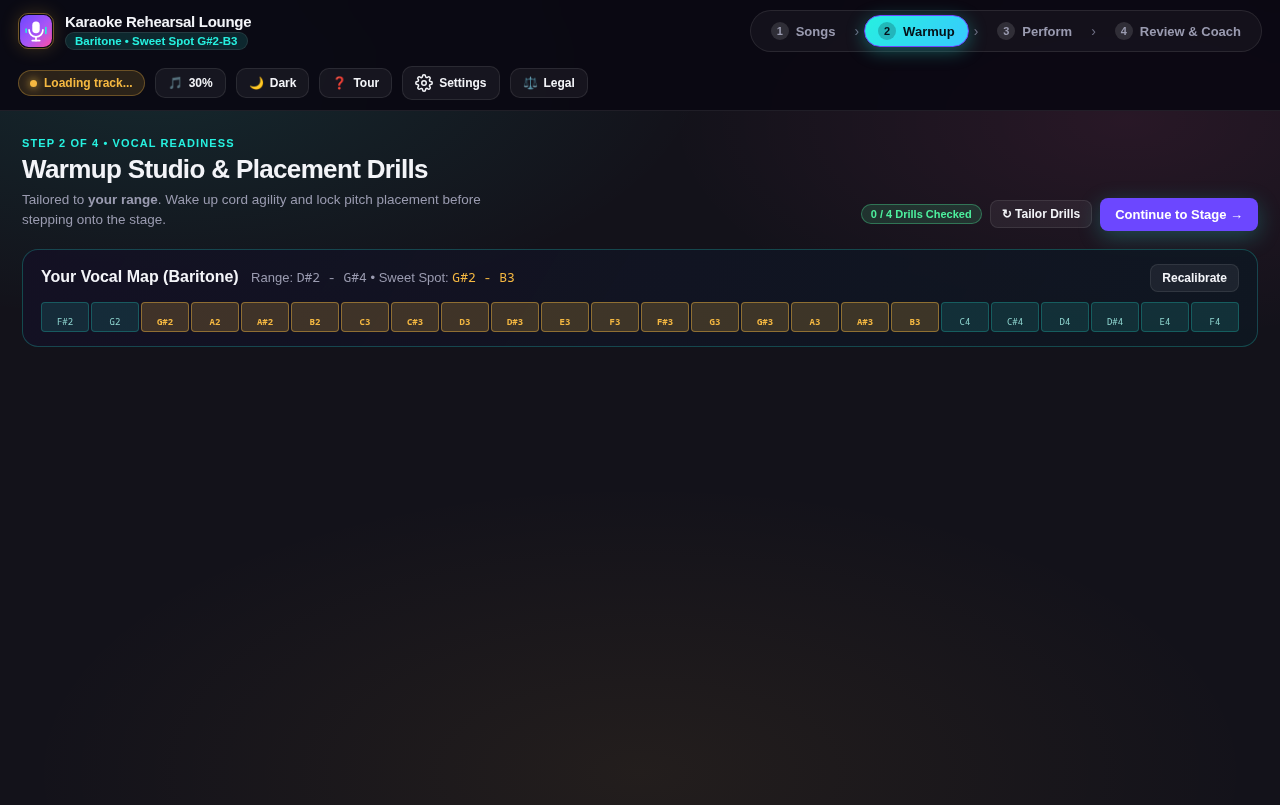 Karaoke Rehearsal Lounge
Baritone • Sweet Spot G#2-B3
1 Songs › 2 Warmup › 3 Perform › 4 Review & Coach
Loading track... 🎵 30% 🌙 Dark ❓ Tour Settings ⚖️ Legal
STEP 2 OF 4 • VOCAL READINESS
Warmup Studio & Placement Drills
Tailored to your range. Wake up cord agility and lock pitch placement before
stepping onto the stage.
0 / 4 Drills Checked ↻ Tailor Drills Continue to Stage →
Your Vocal Map (Baritone) Range: D#2 - G#4 • Sweet Spot: G#2 - B3 Recalibrate
F#2 G2 G#2 A2 A#2 B2 C3 C#3 D3 D#3 E3 F3 F#3 G3 G#3 A3 A#3 B3 C4 C#4 D4 D#4 E4 F4